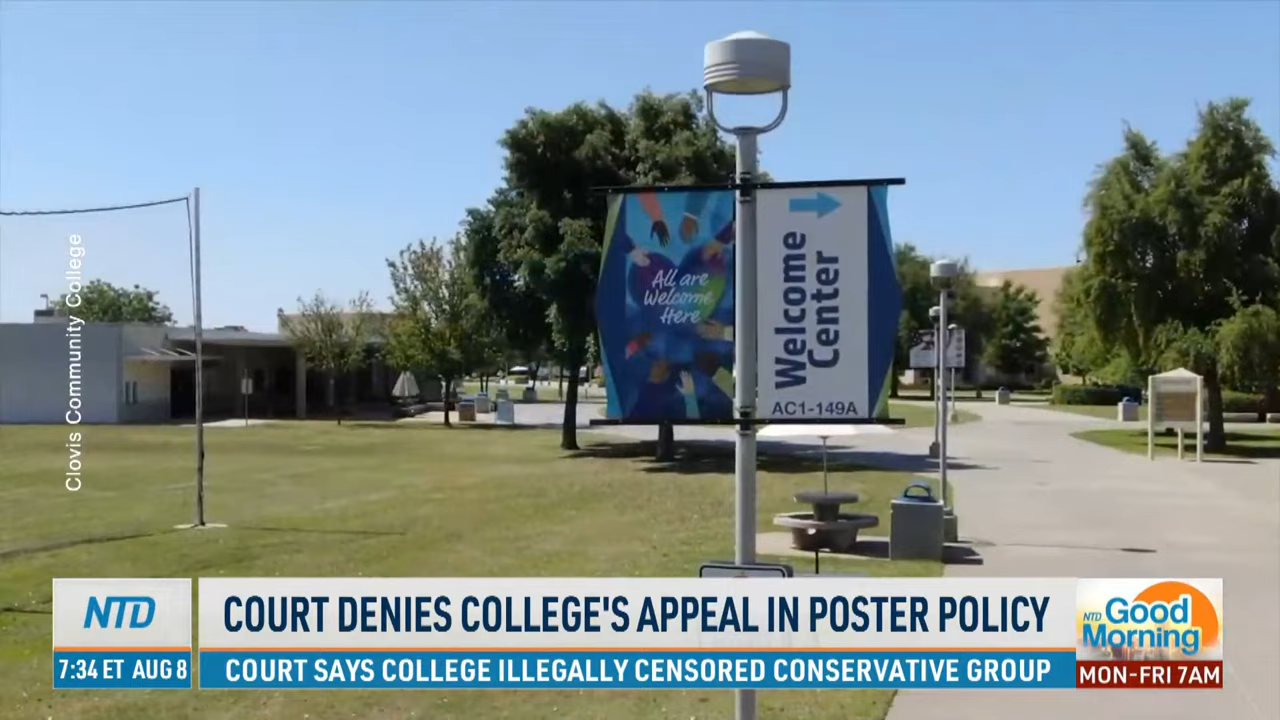 Clovis Community College
All are
Welcome
Here
Welcome
Center
AC1-149A
NTD
COURT DENIES COLLEGE'S APPEAL IN POSTER POLICY
NTD
Good
Morning
7:34 ET AUG 8
COURT SAYS COLLEGE ILLEGALLY CENSORED CONSERVATIVE GROUP
MON-FRI 7AM